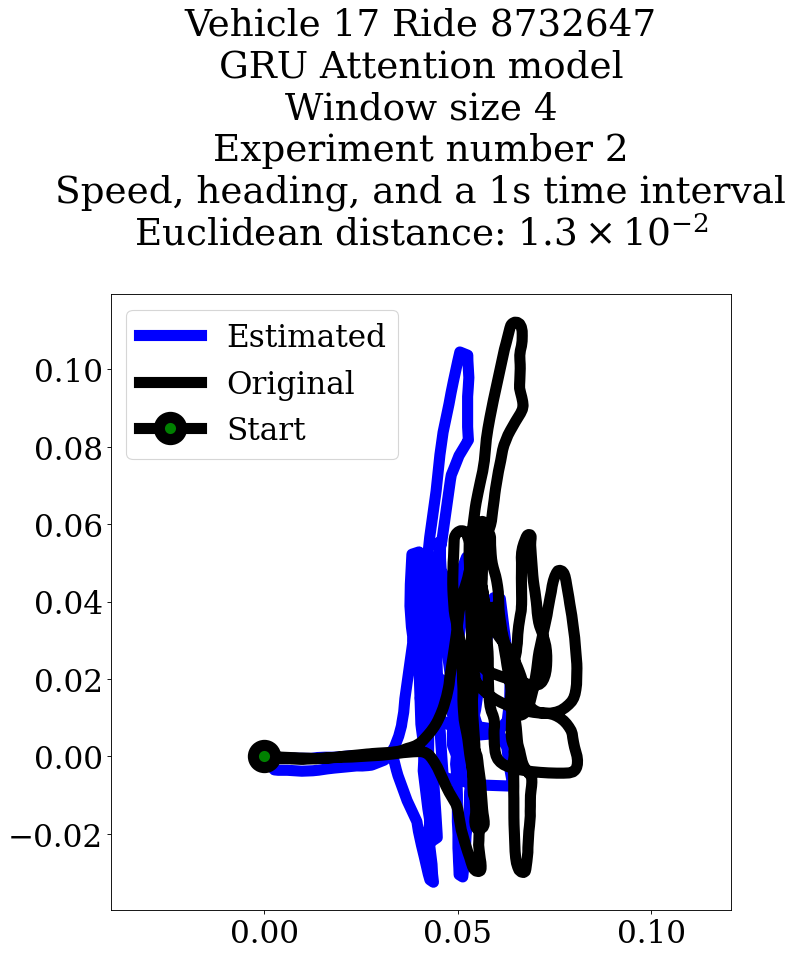 Vehicle 17 Ride 8732647
GRU Attention model
Window size 4
Experiment number 2
Speed, heading, and a 1s time interval
Euclidean distance: 1.3 × 10⁻²
Estimated
Original
Start
0.10
0.08
0.06
0.04
0.02
0.00
−0.02
0.00
0.05
0.10